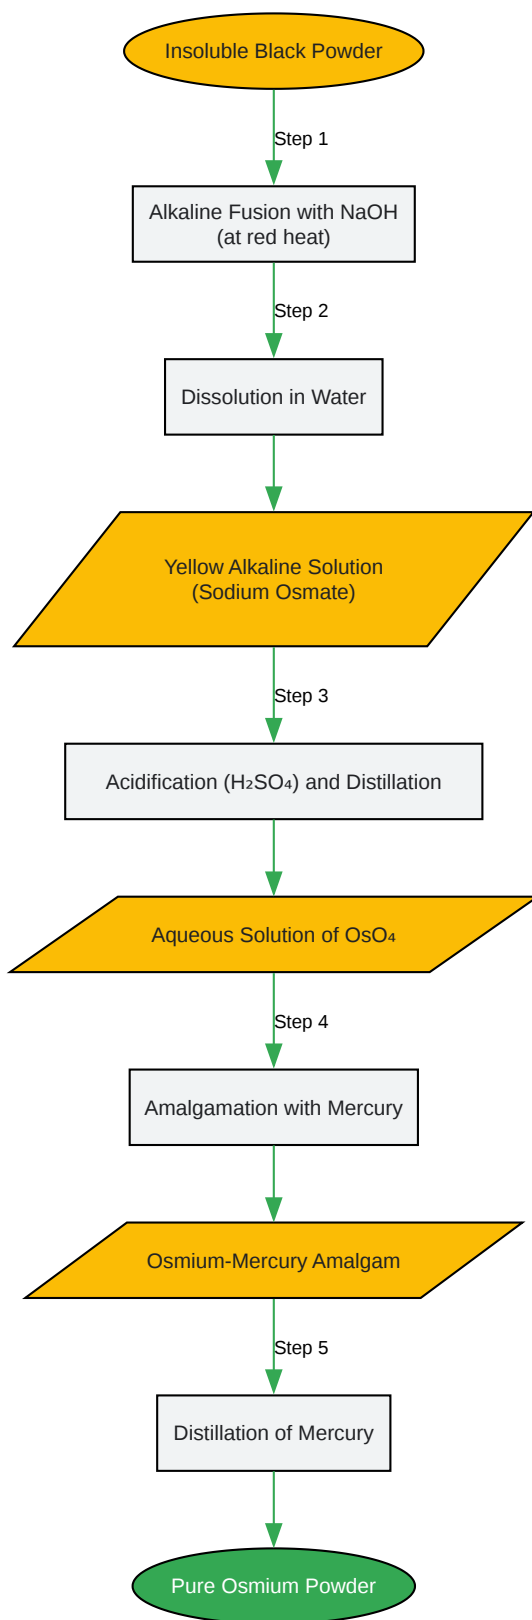 Insoluble Black Powder
Step 1
Alkaline Fusion with NaOH
(at red heat)
Step 2
Dissolution in Water
Yellow Alkaline Solution
(Sodium Osmate)
Step 3
Acidification (H₂SO₄) and Distillation
Aqueous Solution of OsO₄
Step 4
Amalgamation with Mercury
Osmium-Mercury Amalgam
Step 5
Distillation of Mercury
Pure Osmium Powder